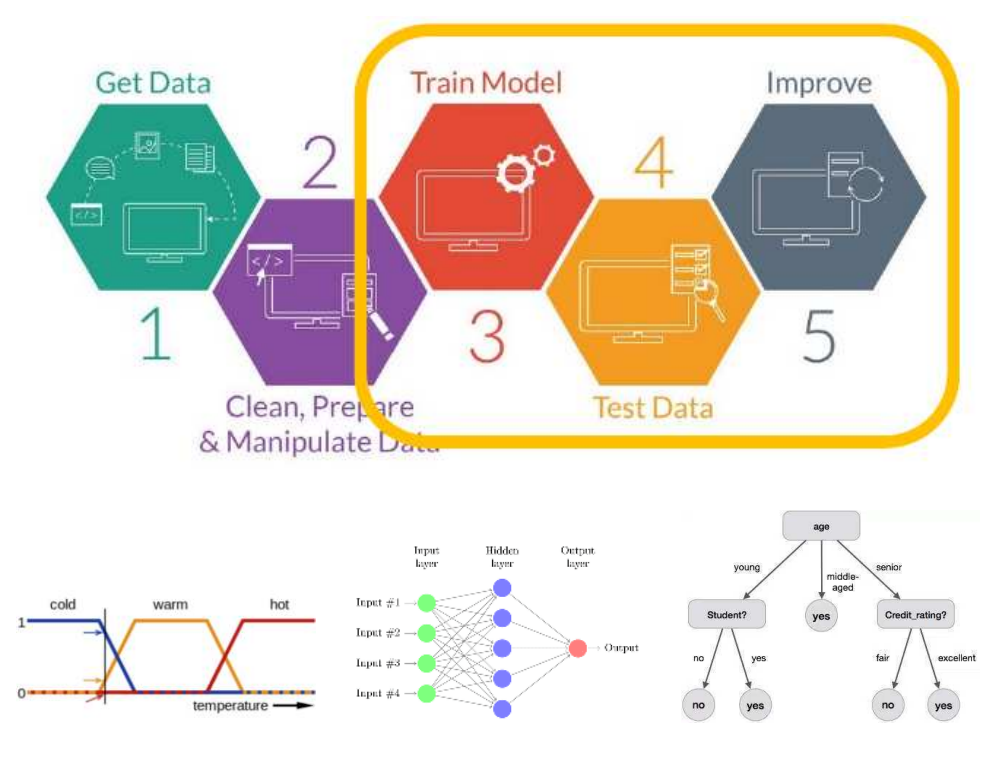 Get Data
Train Model
Improve
2
4
</>
</>
1
3
5
Clean, Prepare
& Manipulate Data
Test Data
cold
warm
hot
1
0
temperature
Input
layer
Hidden
layer
Output
layer
Input #1
Input #2
Input #3
Input #4
Output
age
young
middle-
aged
senior
Student?
yes
Credit_rating?
no
yes
fair
excellent
no
yes
no
yes